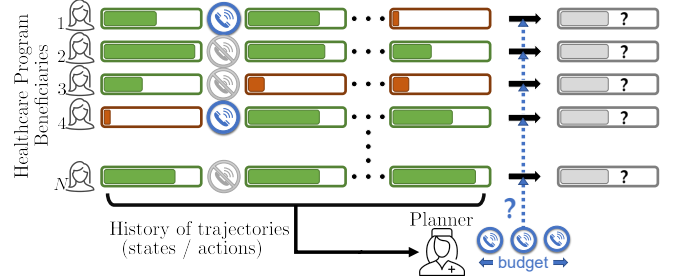 Healthcare Program
Beneficiaries
1
?
2
?
3
?
4
?
N
?
History of trajectories
(states / actions)
Planner
?
budget